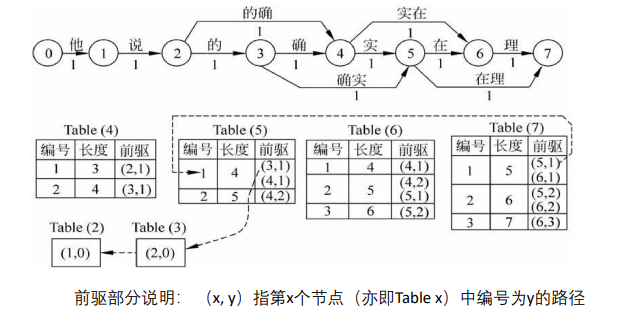 的确 实在
1 1
0 他 1 说 2 的 3 确 4 实 5 在 6 理 7
1 1 1 1 1 1 1
确实 在理
1 1
Table (4)
编号 长度 前驱
1 3 (2,1)
2 4 (3,1)
Table (5)
编号 长度 前驱
1 4 (3,1)
(4,1)
2 5 (4,2)
Table (6)
编号 长度 前驱
1 4 (4,1)
2 5 (4,2)
(5,1)
3 6 (5,2)
Table (7)
编号 长度 前驱
1 5 (5,1)
(6,1)
2 6 (5,2)
(6,2)
3 7 (6,3)
Table (2)
(1,0)
Table (3)
(2,0)
前驱部分说明： （x, y）指第x个节点（亦即Table x）中编号为y的路径